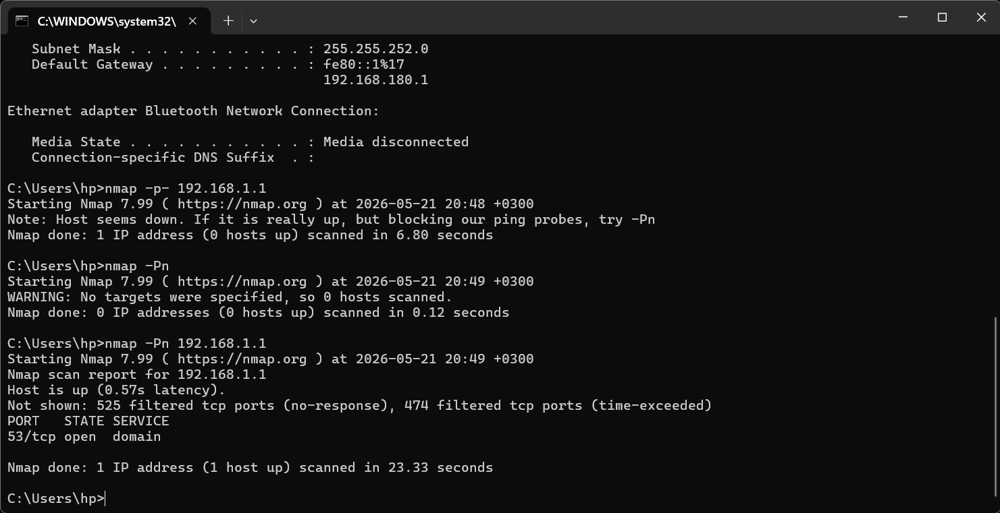 C:\WINDOWS\system32\
Subnet Mask . . . . . . . . . . . : 255.255.252.0
Default Gateway . . . . . . . . . : fe80::1%17
192.168.180.1
Ethernet adapter Bluetooth Network Connection:
Media State . . . . . . . . . . . : Media disconnected
Connection-specific DNS Suffix  . :
C:\Users\hp>nmap -p- 192.168.1.1
Starting Nmap 7.99 ( https://nmap.org ) at 2026-05-21 20:48 +0300
Note: Host seems down. If it is really up, but blocking our ping probes, try -Pn
Nmap done: 1 IP address (0 hosts up) scanned in 6.80 seconds
C:\Users\hp>nmap -Pn
Starting Nmap 7.99 ( https://nmap.org ) at 2026-05-21 20:49 +0300
WARNING: No targets were specified, so 0 hosts scanned.
Nmap done: 0 IP addresses (0 hosts up) scanned in 0.12 seconds
C:\Users\hp>nmap -Pn 192.168.1.1
Starting Nmap 7.99 ( https://nmap.org ) at 2026-05-21 20:49 +0300
Nmap scan report for 192.168.1.1
Host is up (0.57s latency).
Not shown: 525 filtered tcp ports (no-response), 474 filtered tcp ports (time-exceeded)
PORT   STATE SERVICE
53/tcp open  domain
Nmap done: 1 IP address (1 host up) scanned in 23.33 seconds
C:\Users\hp>